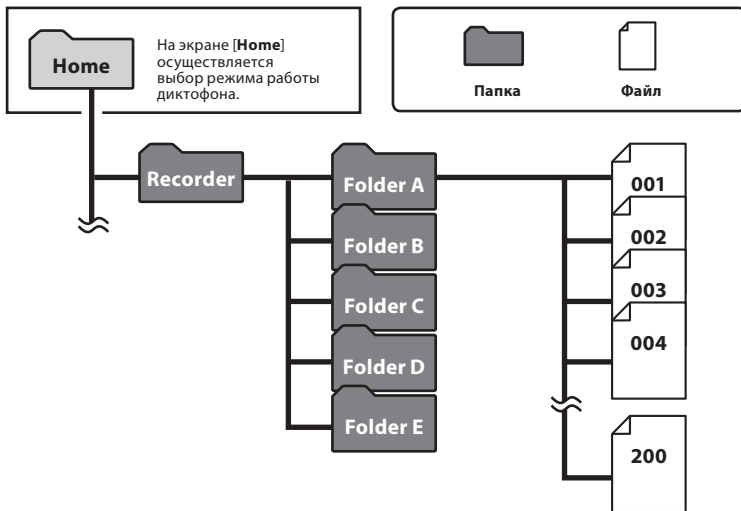 Home
На экране [Home]
осуществляется
выбор режима работы
диктофона.
Папка
Файл
Recorder
Folder A
Folder B
Folder C
Folder D
Folder E
001
002
003
004
200